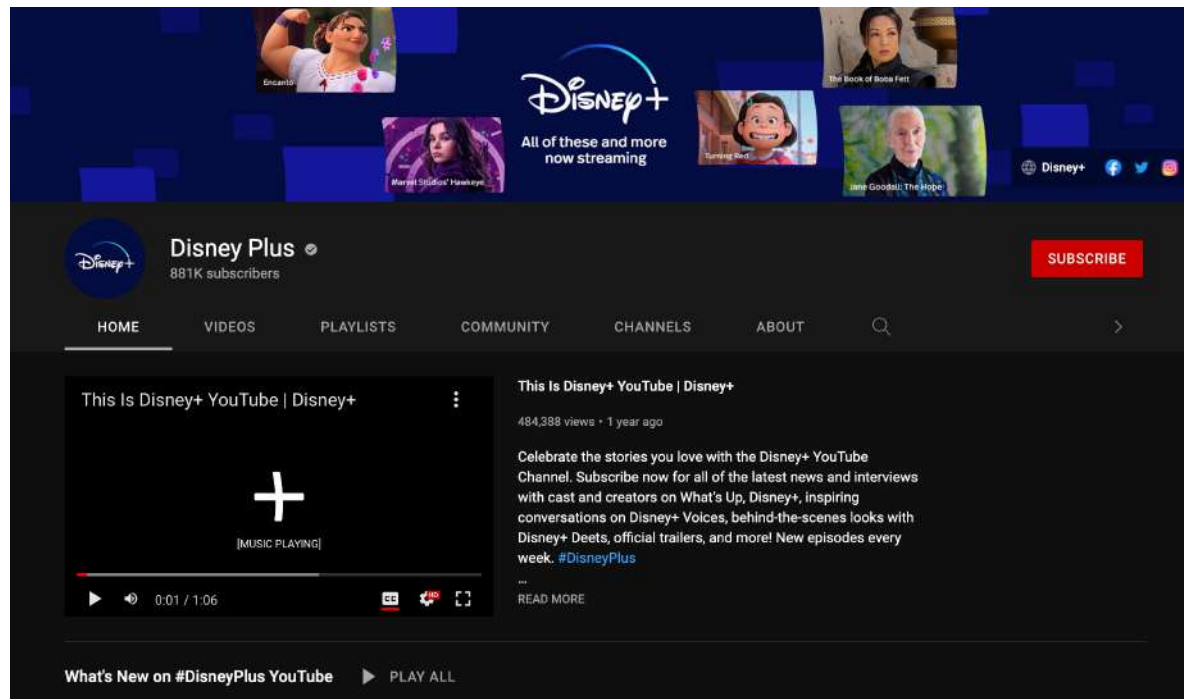 Encanto
The Book of Boba Fett
Disney+
All of these and more
now streaming
Marvel Studios' Hawkeye
Turning Red
Jane Goodall: The Hope
Disney+
Disney+
Disney Plus
881K subscribers
SUBSCRIBE
HOME VIDEOS PLAYLISTS COMMUNITY CHANNELS ABOUT
This Is Disney+ YouTube | Disney+
[MUSIC PLAYING]
0:01 / 1:06
CC
HD
This Is Disney+ YouTube | Disney+
484,388 views • 1 year ago
Celebrate the stories you love with the Disney+ YouTube
Channel. Subscribe now for all of the latest news and interviews
with cast and creators on What's Up, Disney+, inspiring
conversations on Disney+ Voices, behind-the-scenes looks with
Disney+ Deets, official trailers, and more! New episodes every
week. #DisneyPlus
...
READ MORE
What's New on #DisneyPlus YouTube PLAY ALL